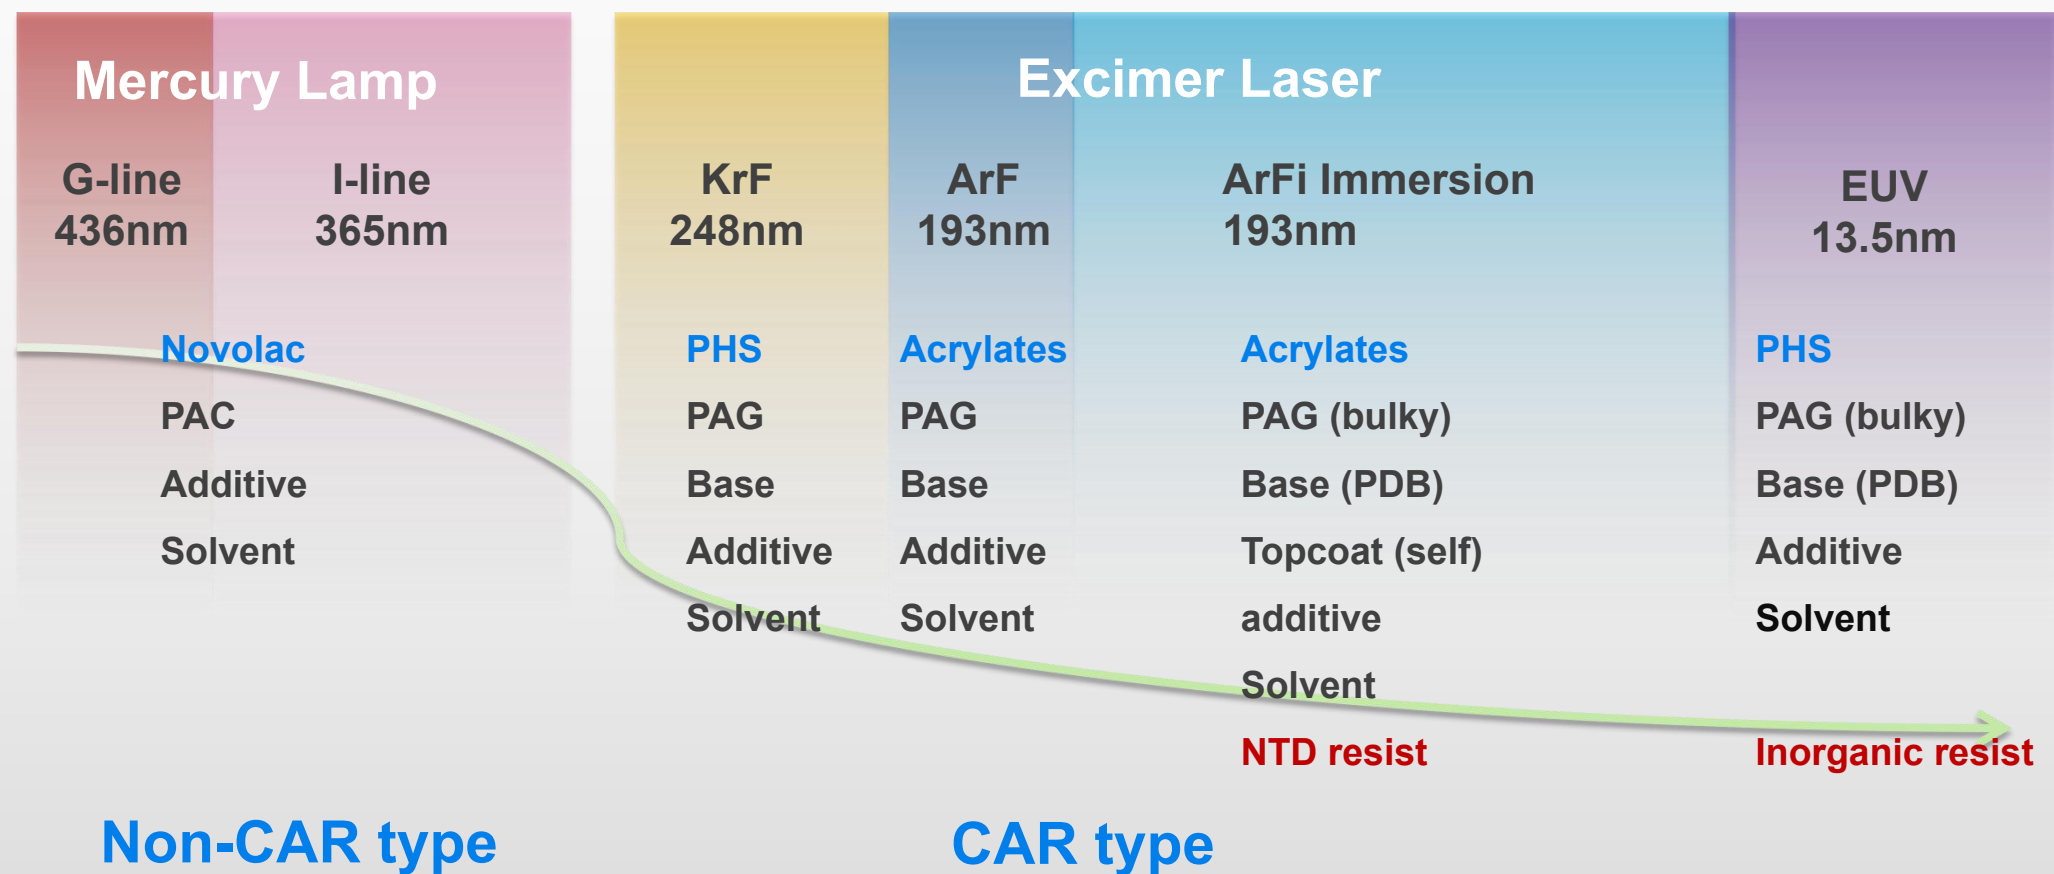 Mercury Lamp
Excimer Laser
G-line
436nm
I-line
365nm
KrF
248nm
ArF
193nm
ArFi Immersion
193nm
EUV
13.5nm
Novolac
PAC
Additive
Solvent
PHS
PAG
Base
Additive
Solvent
Acrylates
PAG
Base
Additive
Solvent
Acrylates
PAG (bulky)
Base (PDB)
Topcoat (self)
additive
Solvent
NTD resist
PHS
PAG (bulky)
Base (PDB)
Additive
Solvent
Inorganic resist
Non-CAR type
CAR type